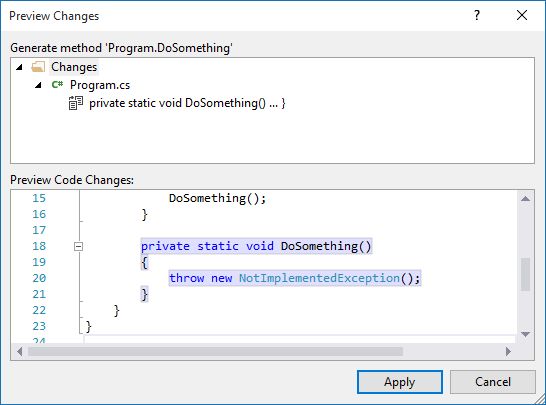 Preview Changes
Generate method 'Program.DoSomething'
Changes
C# Program.cs
private static void DoSomething() ... }
Preview Code Changes:
15 DoSomething();
16 }
17
18 private static void DoSomething()
19 {
20 throw new NotImplementedException();
21 }
22 }
23 }
24
Apply Cancel